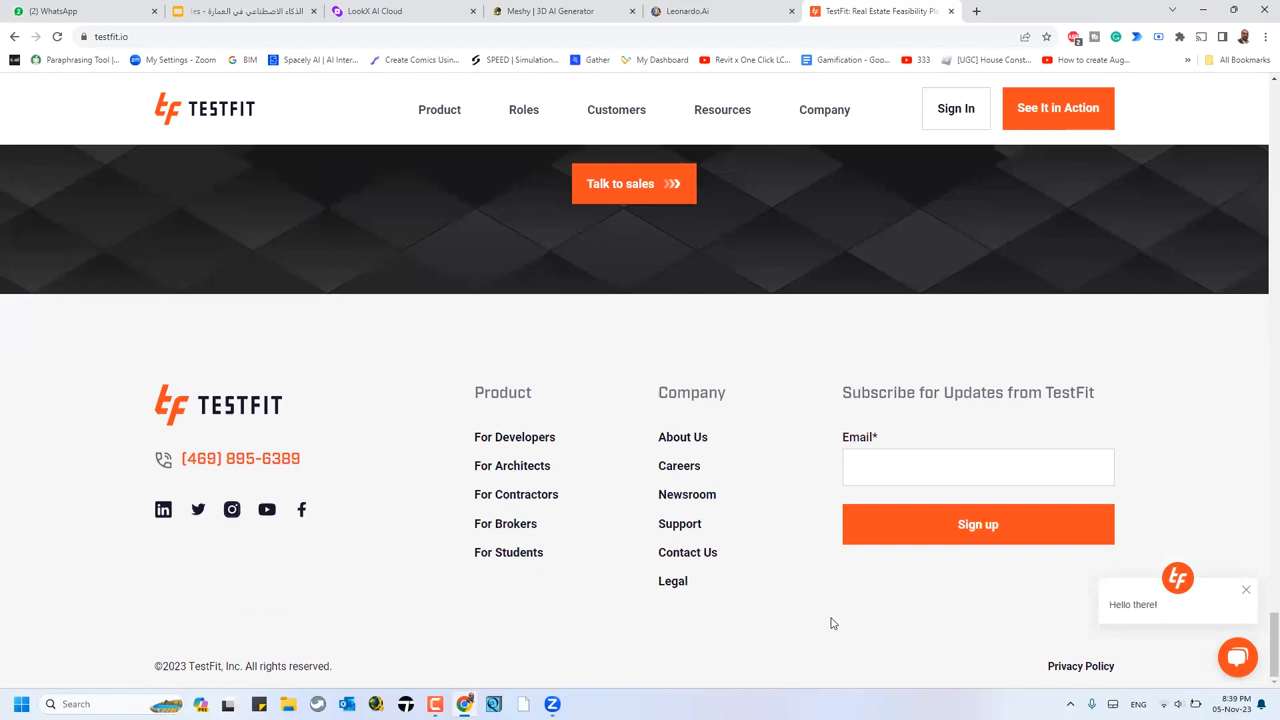 (2) WhatsApp
الذكاء الاصطناعي في العمارة - yes
LookX AI Cloud
Meshy | 3D AI Generator
Leonardo.Ai
TestFit: Real Estate Feasibility Pl
testfit.io
Paraphrasing Tool |...
My Settings - Zoom
BIM
Spacely AI | AI Inter...
Create Comics Usin...
SPEED | Simulation...
Gather
My Dashboard
Revit x One Click LC...
Gamification - Goo...
333
[UGC] House Const...
How to create Aug...
»
All Bookmarks
TESTFIT
Product
Roles
Customers
Resources
Company
Sign In
See It in Action
Talk to sales
TESTFIT
(469) 895-6389
Product
For Developers
For Architects
For Contractors
For Brokers
For Students
Company
About Us
Careers
Newsroom
Support
Contact Us
Legal
Subscribe for Updates from TestFit
Email*
Sign up
Hello there!
©2023 TestFit, Inc. All rights reserved.
Privacy Policy
Search
8:39 PM
05-Nov-23